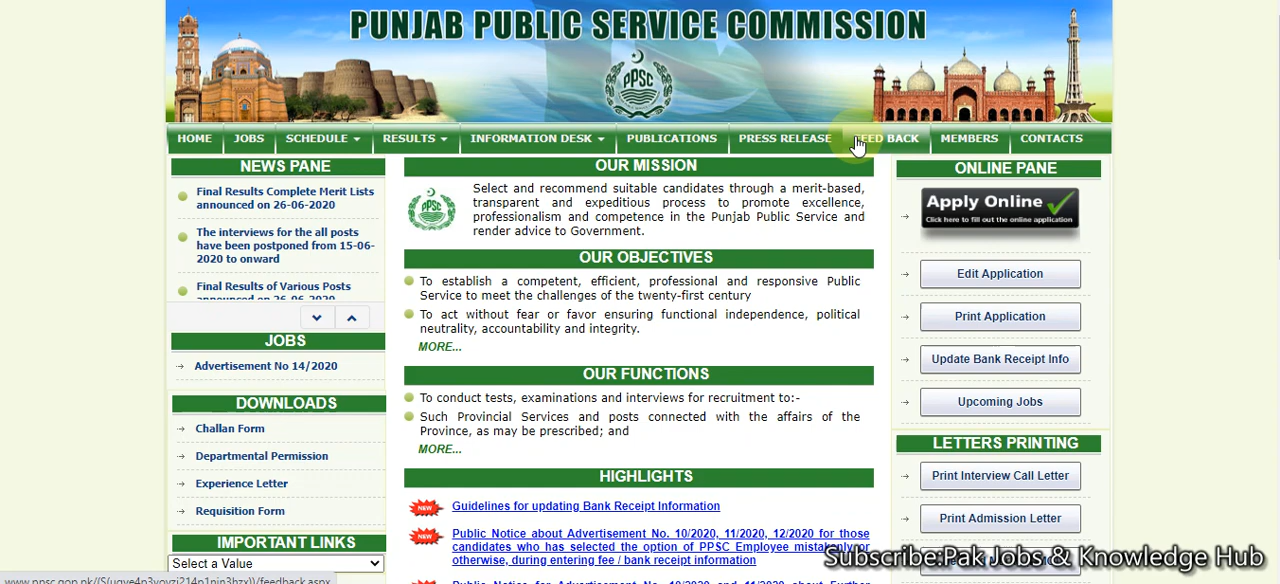 PUNJAB PUBLIC SERVICE COMMISSION
PPSC
HOME
JOBS
SCHEDULE
RESULTS
INFORMATION DESK
PUBLICATIONS
PRESS RELEASE
FEED BACK
MEMBERS
CONTACTS
NEWS PANE
Final Results Complete Merit Lists
announced on 26-06-2020
The interviews for the all posts
have been postponed from 15-06-
2020 to onward
Final Results of Various Posts
announced on 26-06-2020
JOBS
Advertisement No 14/2020
DOWNLOADS
Challan Form
Departmental Permission
Experience Letter
Requisition Form
IMPORTANT LINKS
Select a Value
OUR MISSION
PPSC
Select and recommend suitable candidates through a merit-based,
transparent and expeditious process to promote excellence,
professionalism and competence in the Punjab Public Service and
render advice to Government.
OUR OBJECTIVES
To establish a competent, efficient, professional and responsive Public
Service to meet the challenges of the twenty-first century
To act without fear or favor ensuring functional independence, political
neutrality, accountability and integrity.
MORE...
OUR FUNCTIONS
To conduct tests, examinations and interviews for recruitment to:-
Such Provincial Services and posts connected with the affairs of the
Province, as may be prescribed; and
MORE...
HIGHLIGHTS
NEW
Guidelines for updating Bank Receipt Information
NEW
Public Notice about Advertisement No. 10/2020, 11/2020, 12/2020 for those
candidates who has selected the option of PPSC Employee mistakenly or
otherwise, during entering fee / bank receipt information
ONLINE PANE
Apply Online
Click here to fill out the online application
Edit Application
Print Application
Update Bank Receipt Info
Upcoming Jobs
LETTERS PRINTING
Print Interview Call Letter
Print Admission Letter
Subscribe:Pak Jobs & Knowledge Hub